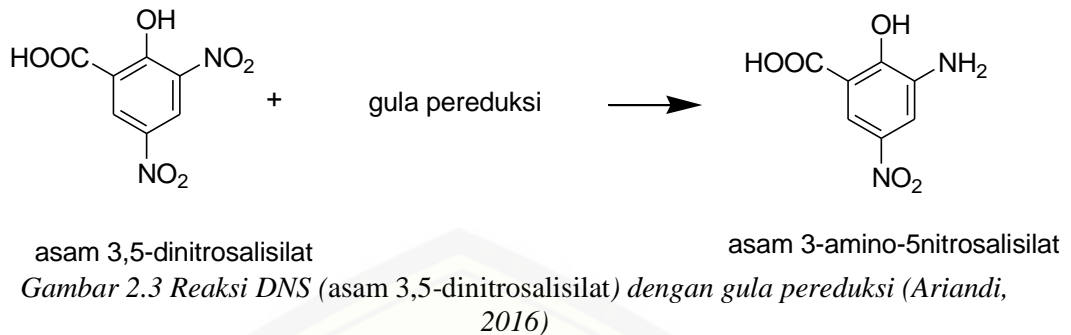 OH
HOOC
NO2
+
gula pereduksi
NO2
asam 3,5-dinitrosalisilat
OH
HOOC
NH2
NO2
asam 3-amino-5nitrosalisilat
Gambar 2.3 Reaksi DNS (asam 3,5-dinitrosalisilat) dengan gula pereduksi (Ariandi,
2016)